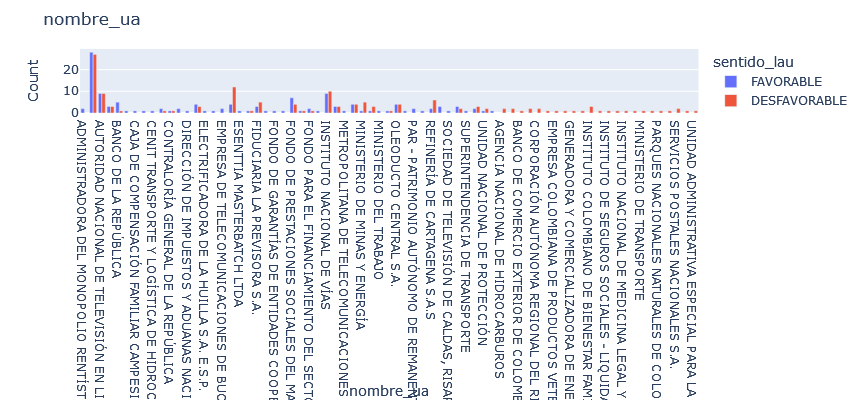 nombre_ua
Count
20
10
0
sentido_lau
FAVORABLE
DESFAVORABLE
ADMINISTRADORA DEL MONOPOLIO RENTÍST
AUTORIDAD NACIONAL DE TELEVISIÓN EN LI
BANCO DE LA REPÚBLICA
CAJA DE COMPENSACIÓN FAMILIAR CAMPESI
CENIT TRANSPORTE Y LOGÍSTICA DE HIDROC
CONTRALORÍA GENERAL DE LA REPÚBLICA
DIRECCIÓN DE IMPUESTOS Y ADUANAS NACI
ELECTRIFICADORA DE LA HUILLA S.A. E.S.P.
EMPRESA DE TELECOMUNICACIONES DE BUC
ESENTTIA MASTERBATCH LTDA
FIDUCIARIA LA PREVISORA S.A.
FONDO DE GARANTÍAS DE ENTIDADES COOPE
FONDO DE PRESTACIONES SOCIALES DEL MA
FONDO PARA EL FINANCIAMIENTO DEL SECTO
INSTITUTO NACIONAL DE VÍAS
METROPOLITANA DE TELECOMUNICACIONES
MINISTERIO DE MINAS Y ENERGÍA
MINISTERIO DEL TRABAJO
OLEODUCTO CENTRAL S.A.
PAR - PATRIMONIO AUTÓNOMO DE REMANEN
REFINERÍA DE CARTAGENA S.A.S
SOCIEDAD DE TELEVISIÓN DE CALDAS, RISAR
SUPERINTENDENCIA DE TRANSPORTE
UNIDAD NACIONAL DE PROTECCIÓN
AGENCIA NACIONAL DE HIDROCARBUROS
BANCO DE COMERCIO EXTERIOR DE COLOME
CORPORACIÓN AUTÓNOMA REGIONAL DEL RI
EMPRESA COLOMBIANA DE PRODUCTOS VETE
GENERADORA Y COMERCIALIZADORA DE ENE
INSTITUTO COLOMBIANO DE BIENESTAR FAMI
INSTITUTO DE SEGUROS SOCIALES - LIQUIDA
INSTITUTO NACIONAL DE MEDICINA LEGAL Y
MINISTERIO DE TRANSPORTE
PARQUES NACIONALES NATURALES DE COLO
SERVICIOS POSTALES NACIONALES S.A.
UNIDAD ADMINISTRATIVA ESPECIAL PARA LA
nombre_ua